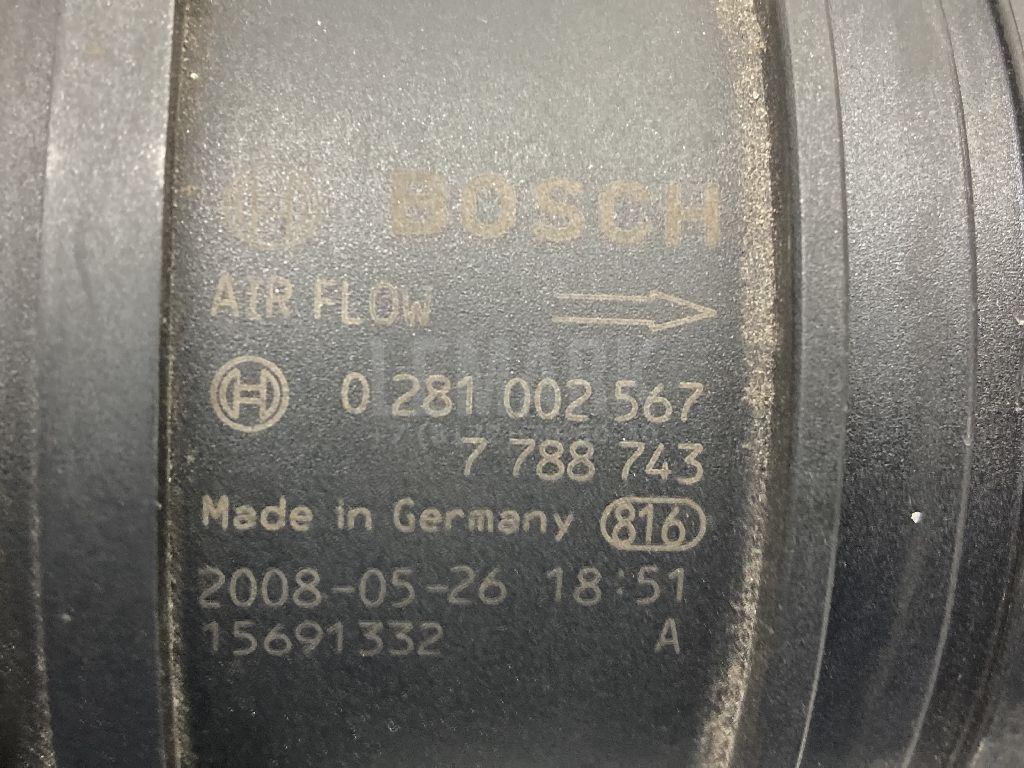 BOSCH
AIR FLOW
0 281 002 567
7 788 743
Made in Germany 816
2008-05-26 18:51
15691332 A